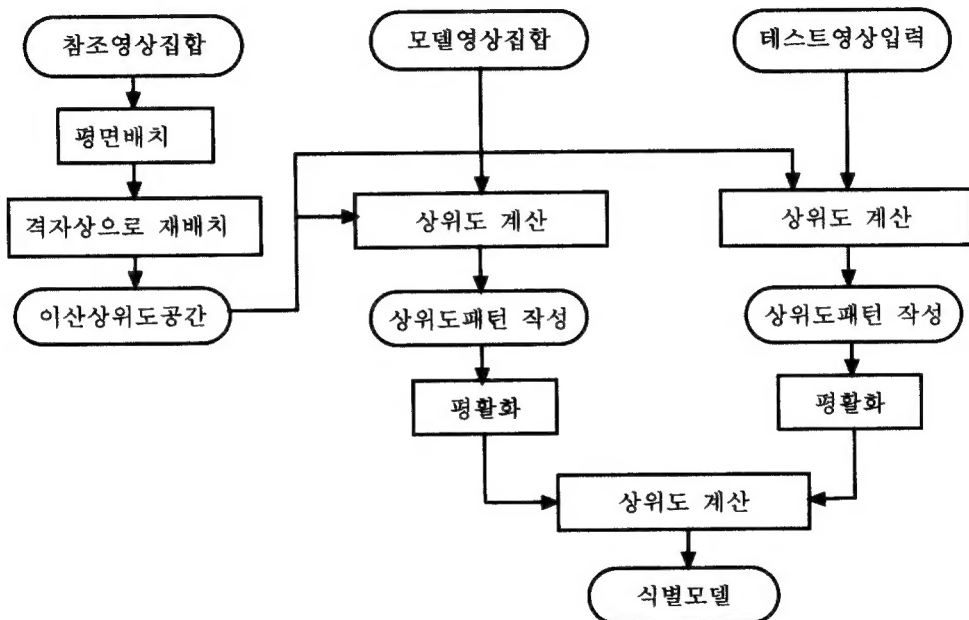 참조영상집합
모델영상집합
테스트영상입력
평면배치
격자상으로 재배치
상위도 계산
상위도 계산
이산상위도공간
상위도패턴 작성
상위도패턴 작성
평활화
평활화
상위도 계산
식별모델